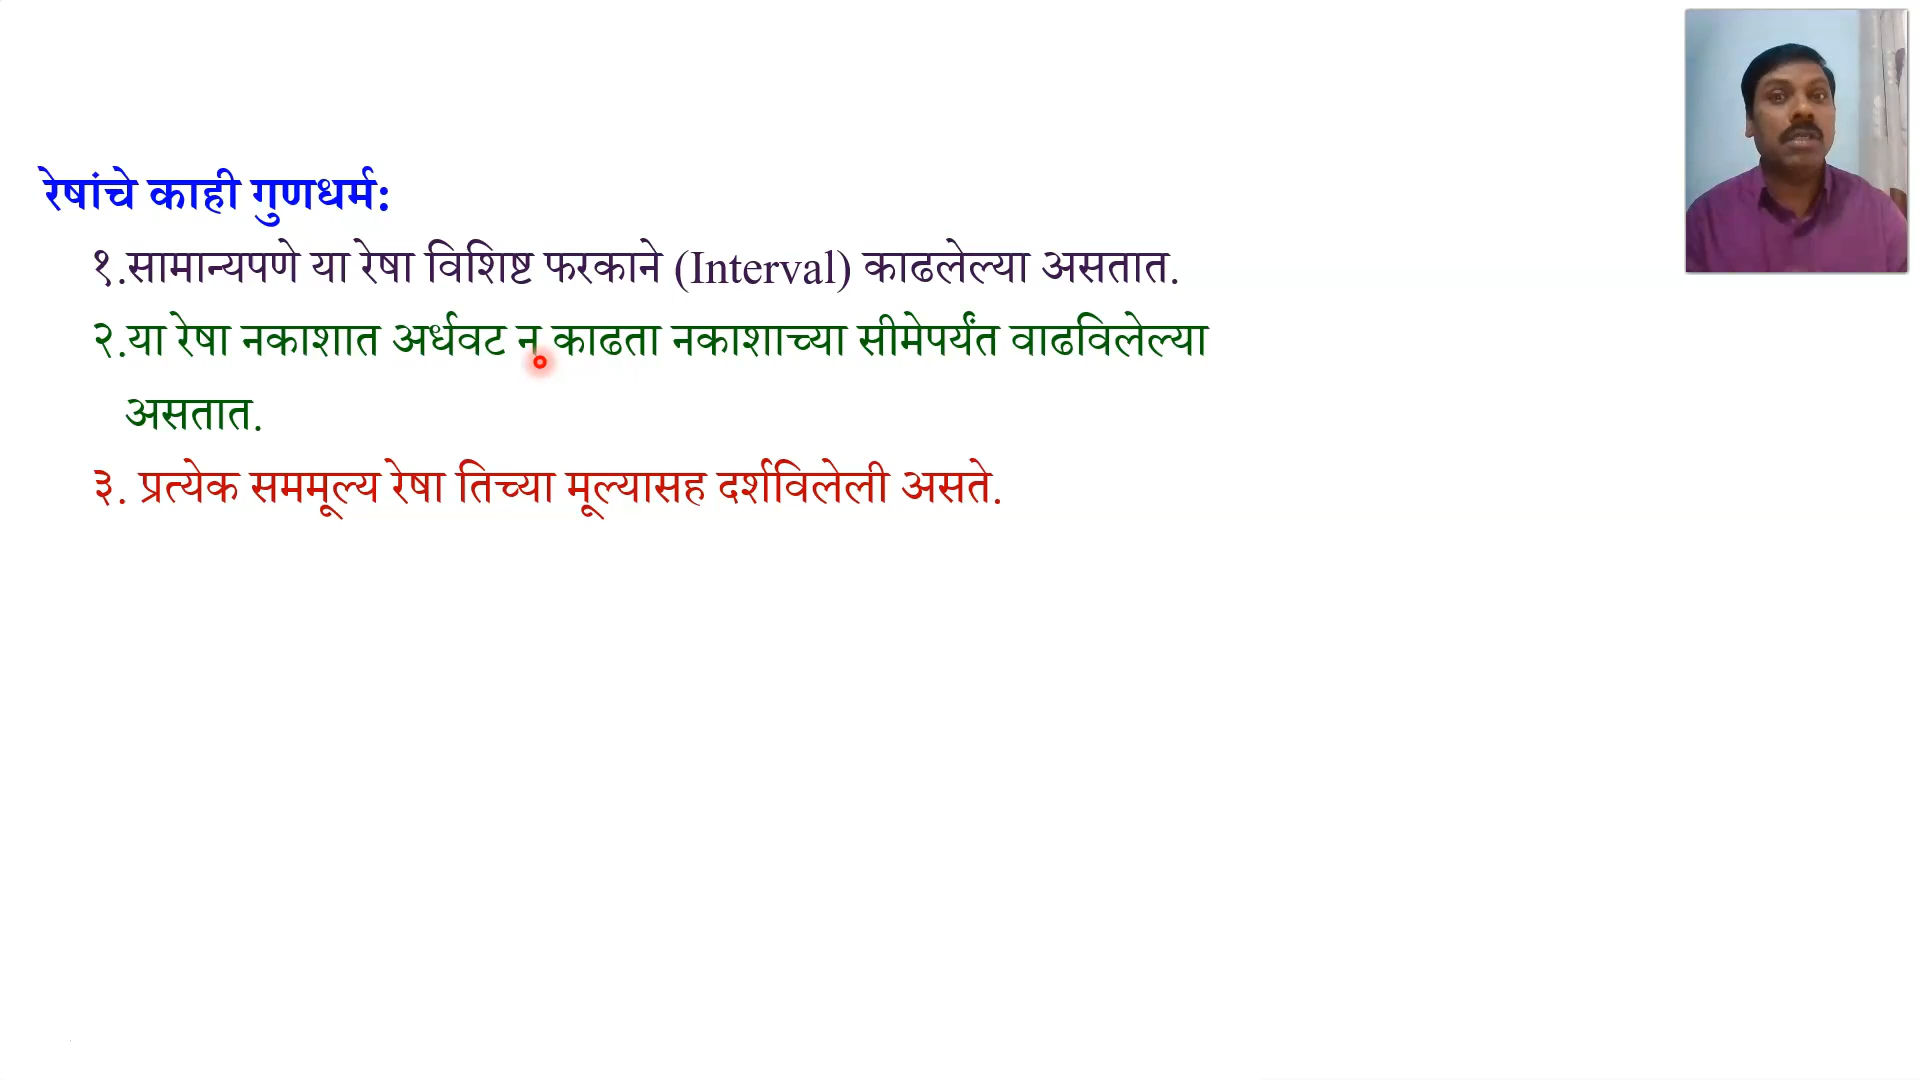 रेषांचे काही गुणधर्म:
१.सामान्यपणे या रेषा विशिष्ट फरकाने (Interval) काढलेल्या असतात.
२.या रेषा नकाशात अर्धवट न काढता नकाशाच्या सीमेपर्यंत वाढविलेल्या
असतात.
३. प्रत्येक सममूल्य रेषा तिच्या मूल्यासह दर्शविलेली असते.